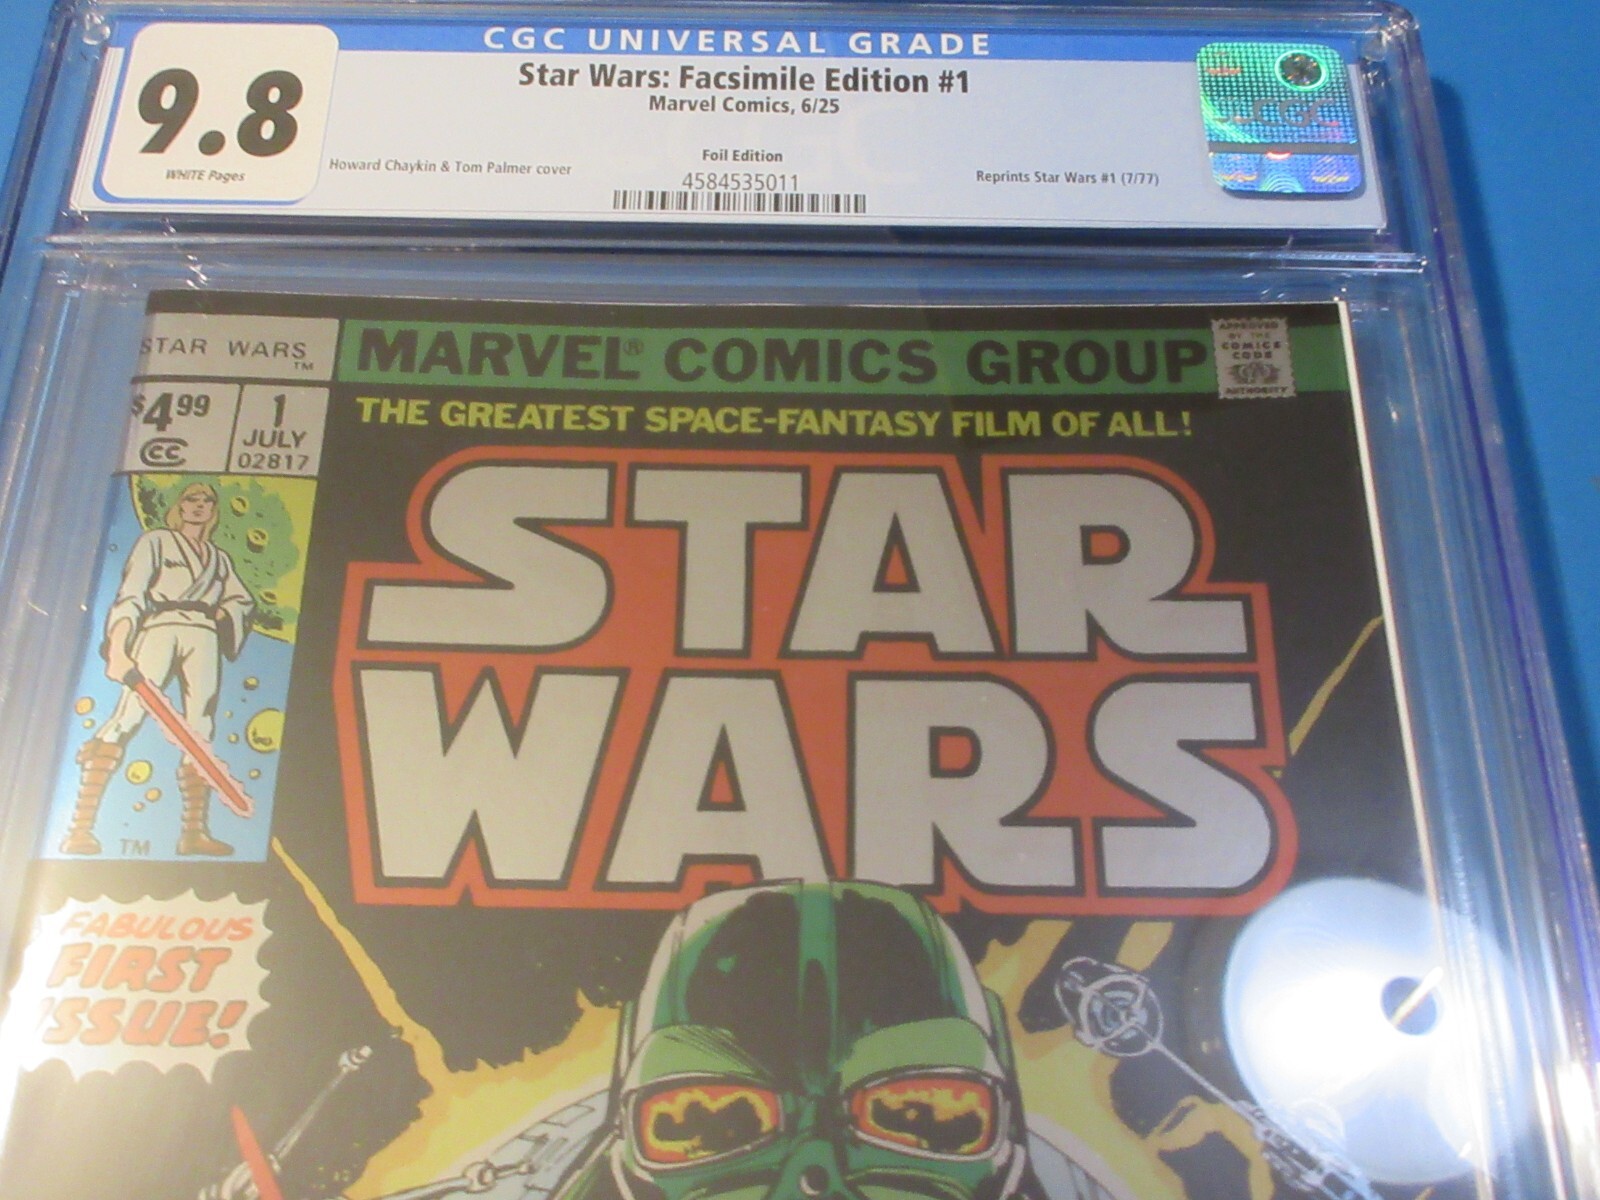 CGC UNIVERSAL GRADE
9.8
WHITE Pages
Star Wars: Facsimile Edition #1
Marvel Comics, 6/25
Foil Edition
Howard Chaykin & Tom Palmer cover
4584535011
Reprints Star Wars #1 (7/77)
CGC
STAR WARS
TM
MARVEL® COMICS GROUP
APPROVED
BY THE
COMICS
CODE
AUTHORITY
$4.99
CC
1
JULY
02817
THE GREATEST SPACE-FANTASY FILM OF ALL!
STAR
WARS
TM
FABULOUS
FIRST
ISSUE!